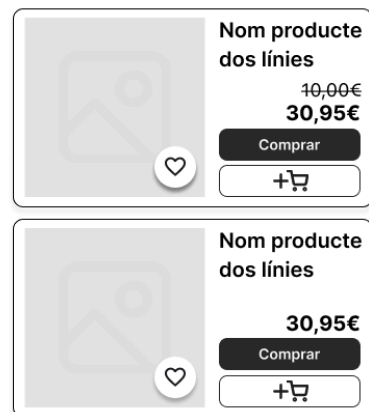 Nom producte
dos línies
10,00€
30,95€
Comprar
+
Nom producte
dos línies
30,95€
Comprar
+